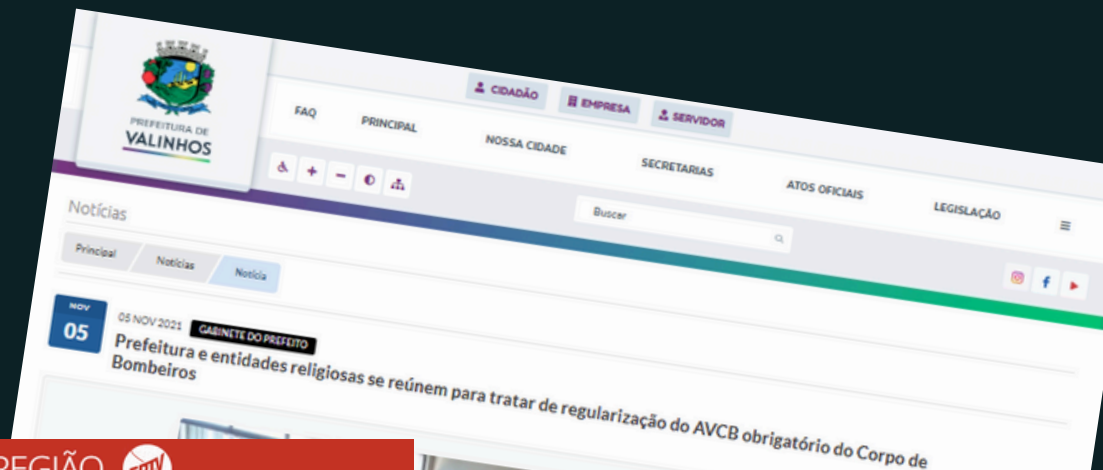 PREFEITURA DE
VALINHOS
CIDADÃO
EMPRESA
SERVIDOR
FAQ
PRINCIPAL
NOSSA CIDADE
SECRETARIAS
ATOS OFICIAIS
LEGISLAÇÃO
Buscar
Notícias
Principal
Notícias
Notícia
NOV
05
05 NOV 2021 GABINETE DO PREFEITO
Prefeitura e entidades religiosas se reúnem para tratar de regularização do AVCB obrigatório do Corpo de
Bombeiros
REGIÃO